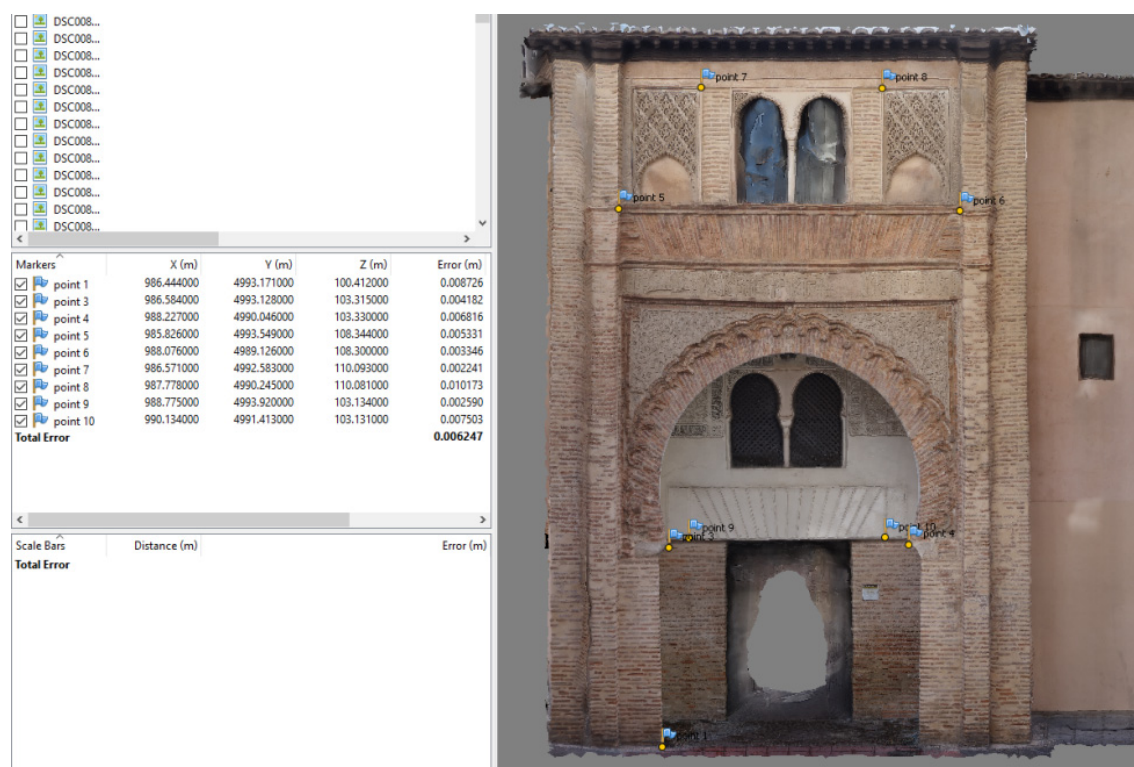 DSC008...
DSC008...
DSC008...
DSC008...
DSC008...
DSC008...
DSC008...
DSC008...
DSC008...
DSC008...
DSC008...
DSC008...
DSC008...
Markers X (m) Y (m) Z (m) Error (m)
point 1 986.444000 4993.171000 100.412000 0.008726
point 3 986.584000 4993.128000 103.315000 0.004182
point 4 988.227000 4990.046000 103.330000 0.006816
point 5 985.826000 4993.549000 108.344000 0.005331
point 6 988.076000 4989.126000 108.300000 0.003346
point 7 986.571000 4992.583000 110.093000 0.002241
point 8 987.778000 4990.245000 110.081000 0.010173
point 9 988.775000 4993.920000 103.134000 0.002590
point 10 990.134000 4991.413000 103.131000 0.007503
Total Error 0.006247
Scale Bars Distance (m) Error (m)
Total Error
point 7
point 8
point 5
point 6
point 9
point 10
point 3
point 4
point 1